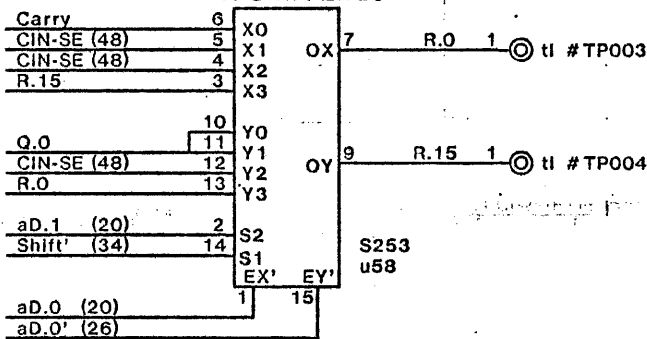 Carry 6 X0
CIN-SE (48) 5 X1 OX 7 R.0 1 tl #TP003
CIN-SE (48) 4 X2
R.15 3 X3
10 Y0
Q.0 11 Y1 OY 9 R.15 1 tl #TP004
CIN-SE (48) 12 Y2
R.0 13 Y3
aD.1 (20) 2 S2
Shift' (34) 14 S1
S253
u58
EX' EY'
1 15
aD.0 (20)
aD.0' (26)